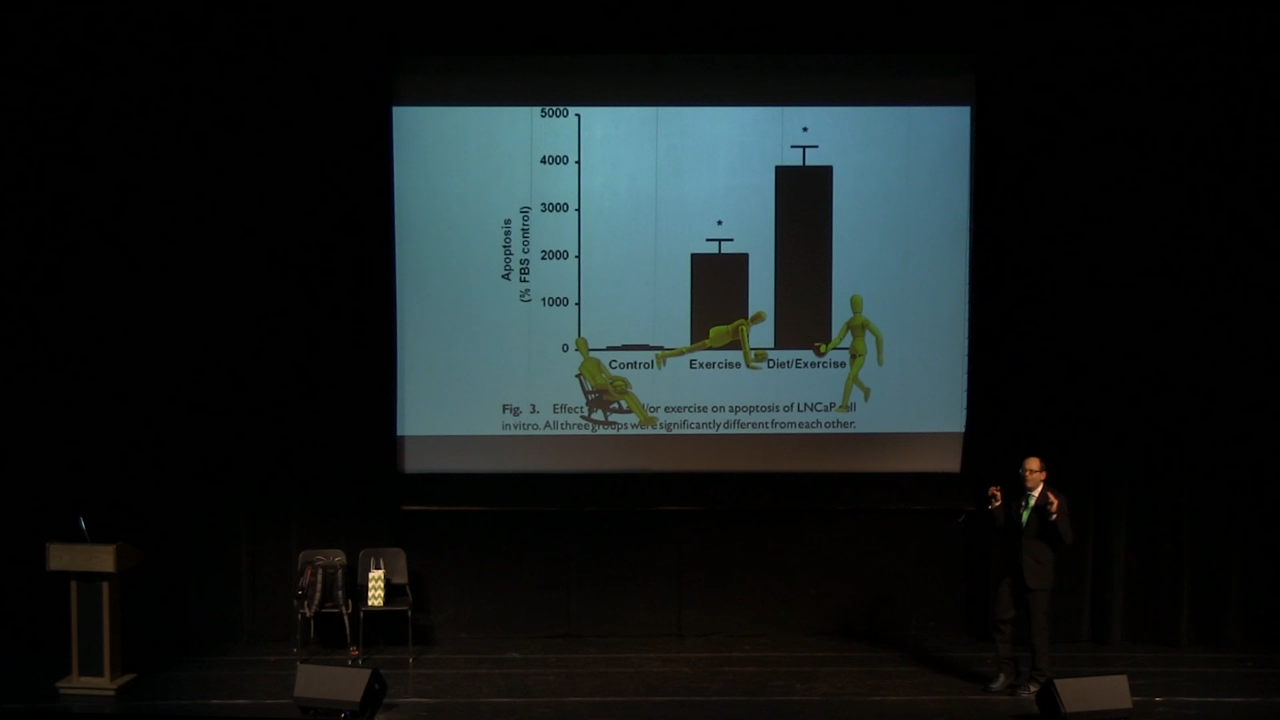 5000
*
4000
*
3000
2000
1000
0
Apoptosis
(% FBS control)
Control Exercise Diet/Exercise
Fig. 3. Effect /or exercise on apoptosis of LNCaP cell
in vitro. All three groups were significantly different from each other.